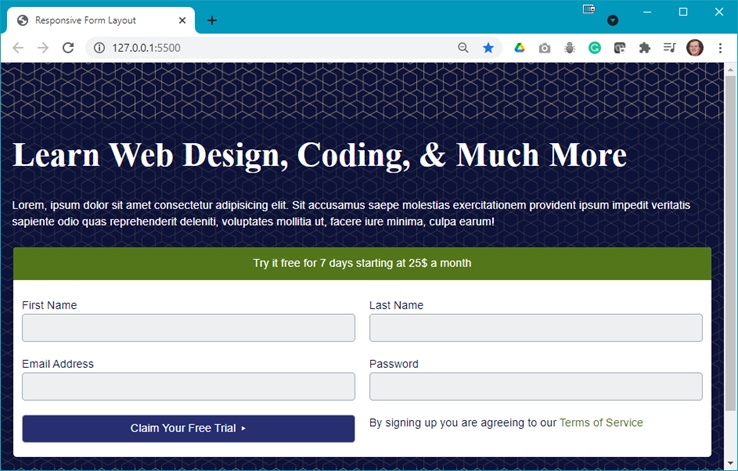 Responsive Form Layout
127.0.0.1:5500
Learn Web Design, Coding, & Much More
Lorem, ipsum dolor sit amet consectetur adipisicing elit. Sit accusamus saepe molestias exercitationem provident ipsum impedit veritatis
sapiente odio quas reprehenderit deleniti, voluptates mollitia ut, facere iure minima, culpa earum!
Try it free for 7 days starting at 25$ a month
First Name
Last Name
Email Address
Password
Claim Your Free Trial
By signing up you are agreeing to our Terms of Service